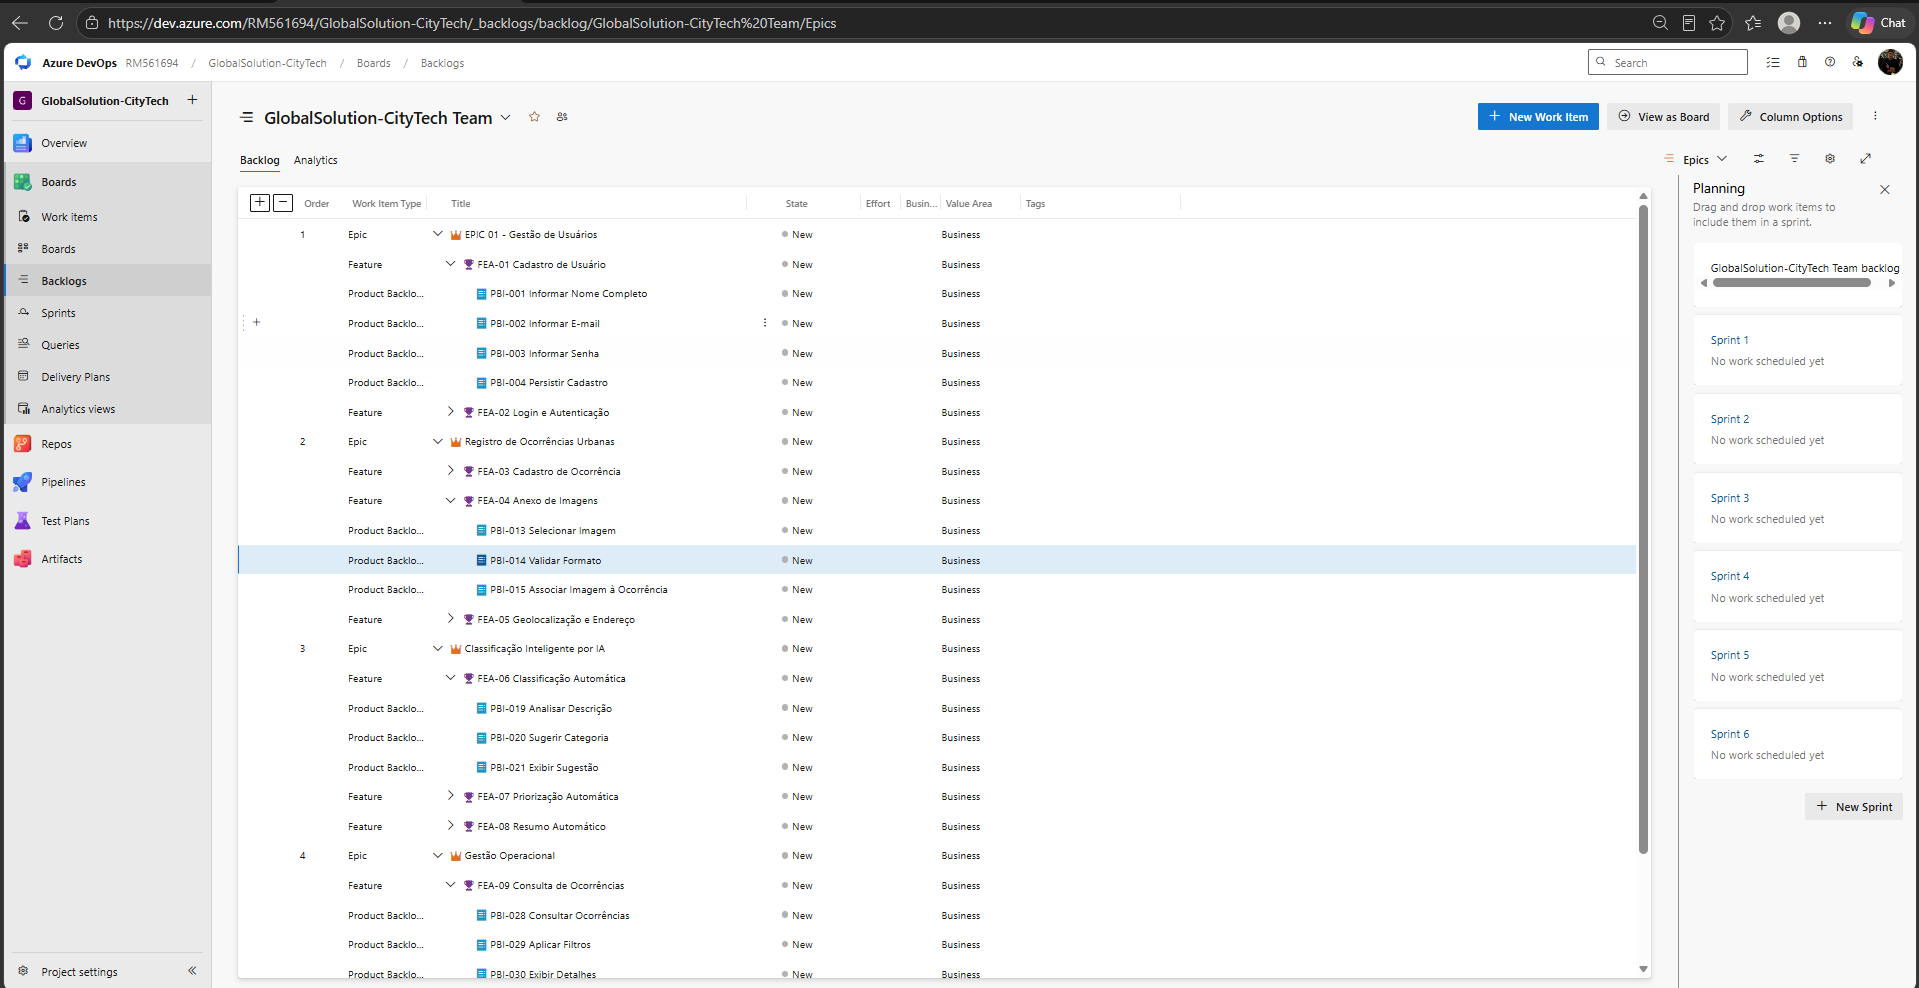 https://dev.azure.com/RM561694/GlobalSolution-CityTech/_backlogs/backlog/GlobalSolution-CityTech%20Team/Epics
Chat
Azure DevOps RM561694 / GlobalSolution-CityTech / Boards / Backlogs
Search
G GlobalSolution-CityTech
Overview
Boards
Work items
Boards
Backlogs
Sprints
Queries
Delivery Plans
Analytics views
Repos
Pipelines
Test Plans
Artifacts
Project settings
GlobalSolution-CityTech Team
New Work Item
View as Board
Column Options
Backlog Analytics
Epics
Order Work Item Type Title State Effort Busin... Value Area Tags
1 Epic EPIC 01 - Gestão de Usuários New Business
Feature FEA-01 Cadastro de Usuário New Business
Product Backlo... PBI-001 Informar Nome Completo New Business
Product Backlo... PBI-002 Informar E-mail New Business
Product Backlo... PBI-003 Informar Senha New Business
Product Backlo... PBI-004 Persistir Cadastro New Business
Feature FEA-02 Login e Autenticação New Business
2 Epic Registro de Ocorrências Urbanas New Business
Feature FEA-03 Cadastro de Ocorrência New Business
Feature FEA-04 Anexo de Imagens New Business
Product Backlo... PBI-013 Selecionar Imagem New Business
Product Backlo... PBI-014 Validar Formato New Business
Product Backlo... PBI-015 Associar Imagem à Ocorrência New Business
Feature FEA-05 Geolocalização e Endereço New Business
3 Epic Classificação Inteligente por IA New Business
Feature FEA-06 Classificação Automática New Business
Product Backlo... PBI-019 Analisar Descrição New Business
Product Backlo... PBI-020 Sugerir Categoria New Business
Product Backlo... PBI-021 Exibir Sugestão New Business
Feature FEA-07 Priorização Automática New Business
Feature FEA-08 Resumo Automático New Business
4 Epic Gestão Operacional New Business
Feature FEA-09 Consulta de Ocorrências New Business
Product Backlo... PBI-028 Consultar Ocorrências New Business
Product Backlo... PBI-029 Aplicar Filtros New Business
Product Backlo... PBI-030 Exibir Detalhes New Business
Planning
Drag and drop work items to
include them in a sprint.
GlobalSolution-CityTech Team backlog
Sprint 1
No work scheduled yet
Sprint 2
No work scheduled yet
Sprint 3
No work scheduled yet
Sprint 4
No work scheduled yet
Sprint 5
No work scheduled yet
Sprint 6
No work scheduled yet
New Sprint